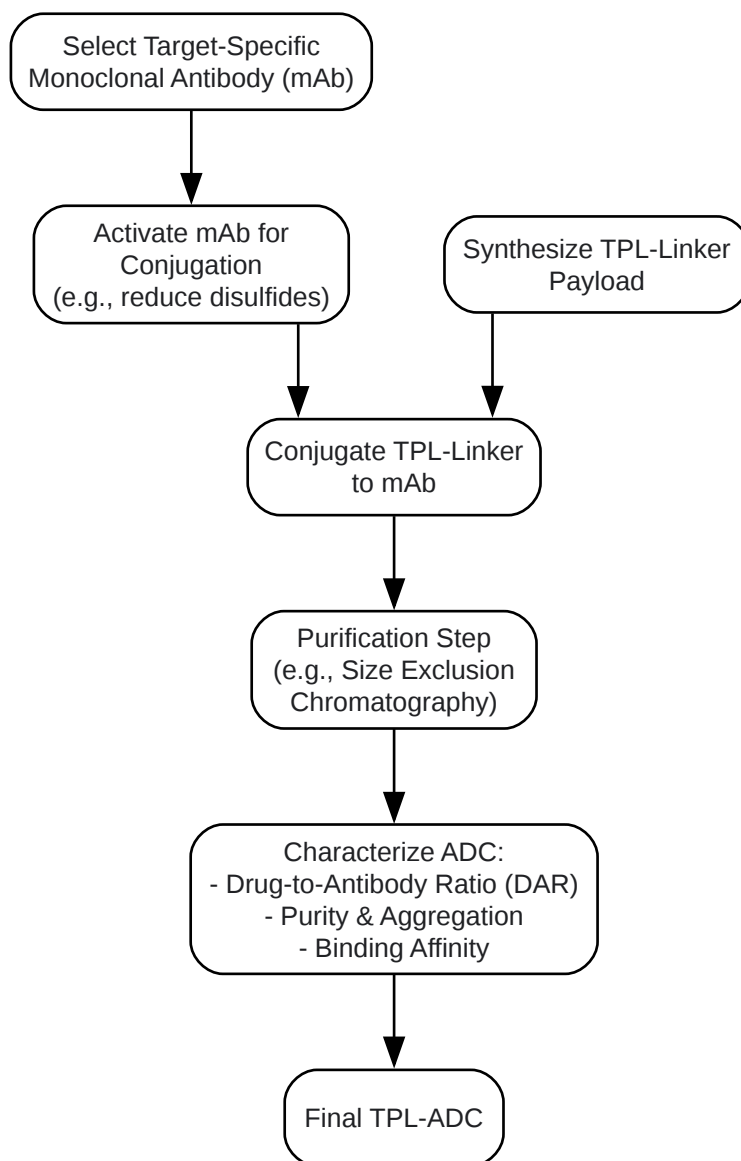 Select Target-Specific
Monoclonal Antibody (mAb)
Activate mAb for
Conjugation
(e.g., reduce disulfides)
Synthesize TPL-Linker
Payload
Conjugate TPL-Linker
to mAb
Purification Step
(e.g., Size Exclusion
Chromatography)
Characterize ADC:
- Drug-to-Antibody Ratio (DAR)
- Purity & Aggregation
- Binding Affinity
Final TPL-ADC